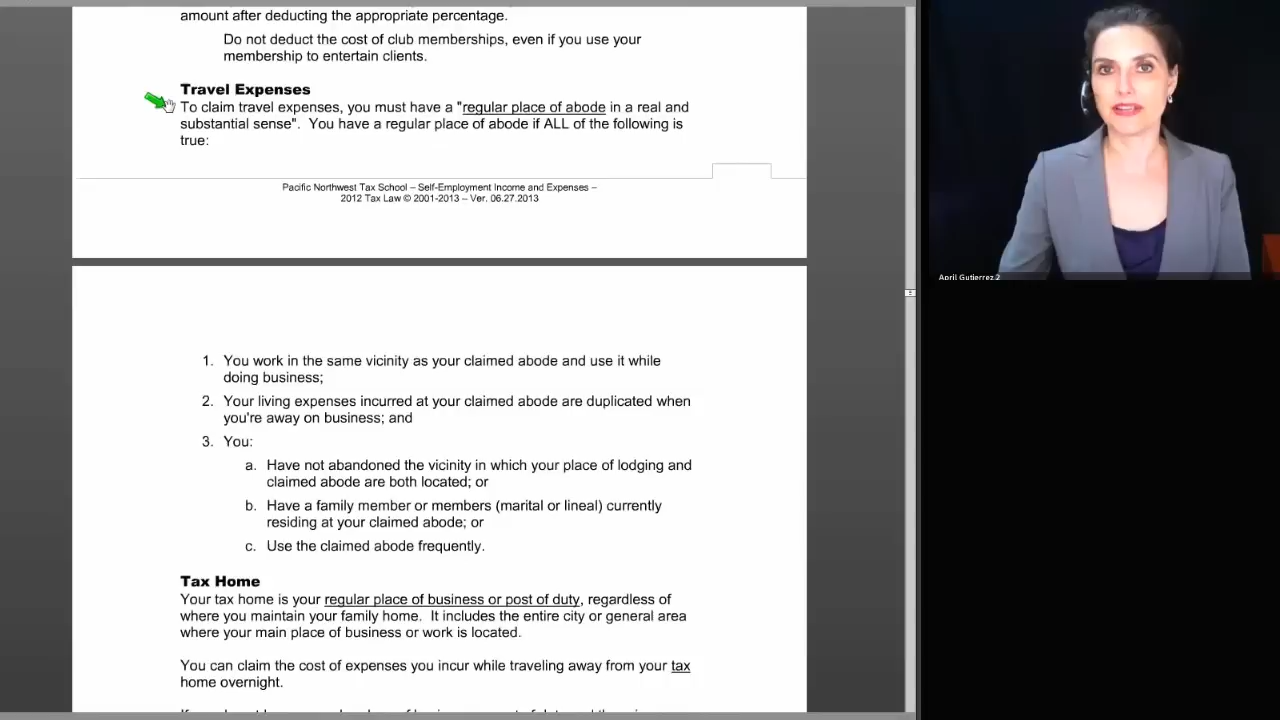 amount after deducting the appropriate percentage.
Do not deduct the cost of club memberships, even if you use your
membership to entertain clients.
Travel Expenses
To claim travel expenses, you must have a "regular place of abode in a real and
substantial sense".  You have a regular place of abode if ALL of the following is
true:
Pacific Northwest Tax School – Self-Employment Income and Expenses –
2012 Tax Law © 2001-2013 – Ver. 06.27.2013
1. You work in the same vicinity as your claimed abode and use it while
doing business;
2. Your living expenses incurred at your claimed abode are duplicated when
you're away on business; and
3. You:
a. Have not abandoned the vicinity in which your place of lodging and
claimed abode are both located; or
b. Have a family member or members (marital or lineal) currently
residing at your claimed abode; or
c. Use the claimed abode frequently.
Tax Home
Your tax home is your regular place of business or post of duty, regardless of
where you maintain your family home.  It includes the entire city or general area
where your main place of business or work is located.
You can claim the cost of expenses you incur while traveling away from your tax
home overnight.
April Gutierrez 2